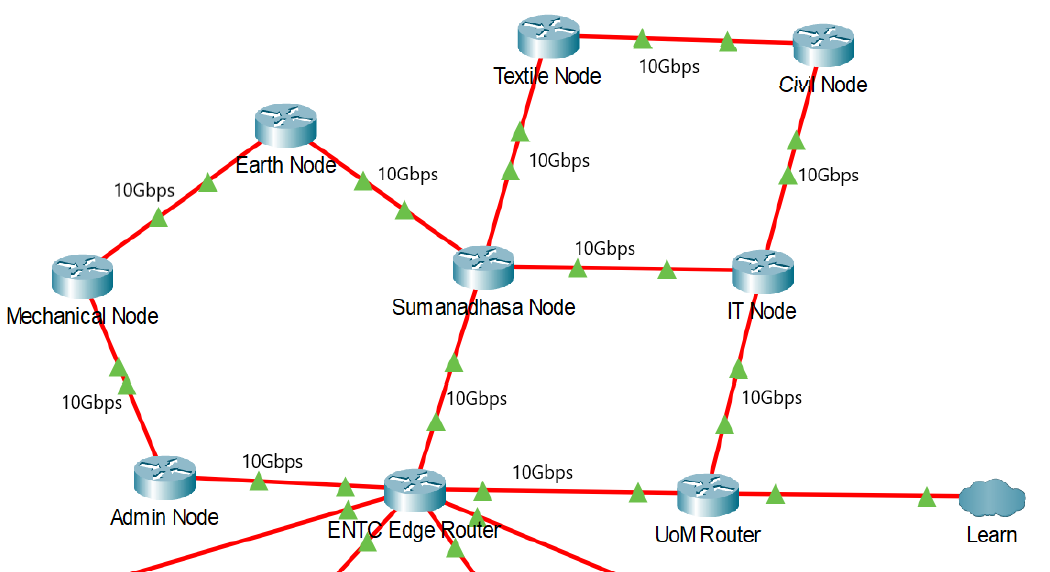 10Gbps
Textile Node
Civil Node
Earth Node
10Gbps
10Gbps
10Gbps
10Gbps
10Gbps
Mechanical Node
Sumanadhasa Node
IT Node
10Gbps
10Gbps
10Gbps
10Gbps
10Gbps
Admin Node
ENTC Edge Router
UoM Router
Learn